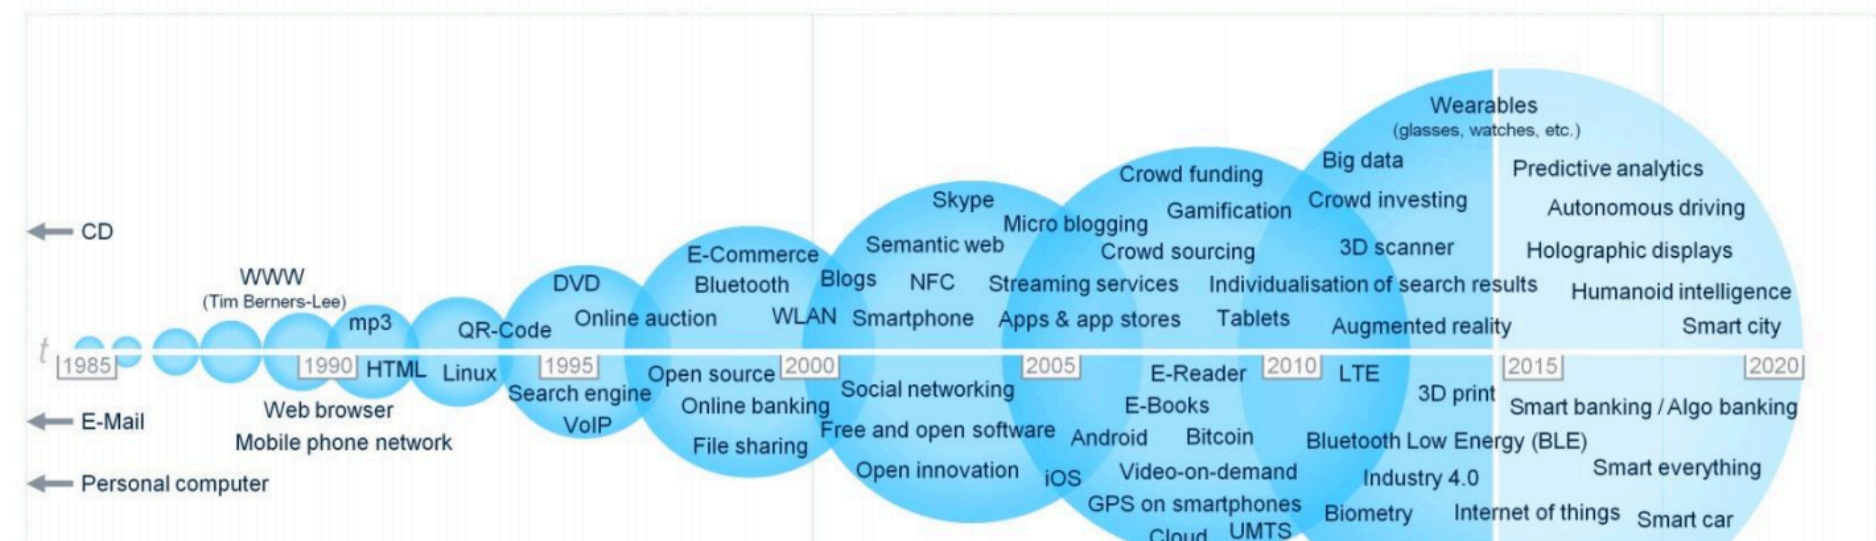 Wearables
(glasses, watches, etc.)
Big data
Predictive analytics
Crowd funding
Skype
Crowd investing
Gamification
Autonomous driving
Micro blogging
CD
Semantic web
Crowd sourcing
3D scanner
Holographic displays
E-Commerce
WWW
(Tim Berners-Lee)
DVD
Bluetooth
Blogs
NFC
Streaming services
Individualisation of search results
Humanoid intelligence
mp3
QR-Code
Online auction
WLAN
Smartphone
Apps & app stores
Tablets
Augmented reality
Smart city
t
1985
1990
1995
2000
2005
2010
2015
2020
HTML
Linux
Open source
E-Reader
LTE
Search engine
Social networking
3D print
Web browser
Online banking
E-Books
Smart banking / Algo banking
E-Mail
VoIP
Free and open software
Android
Bitcoin
Bluetooth Low Energy (BLE)
Mobile phone network
File sharing
Open innovation
iOS
Video-on-demand
Industry 4.0
Smart everything
Personal computer
GPS on smartphones
Biometry
Internet of things
Smart car
Cloud
UMTS